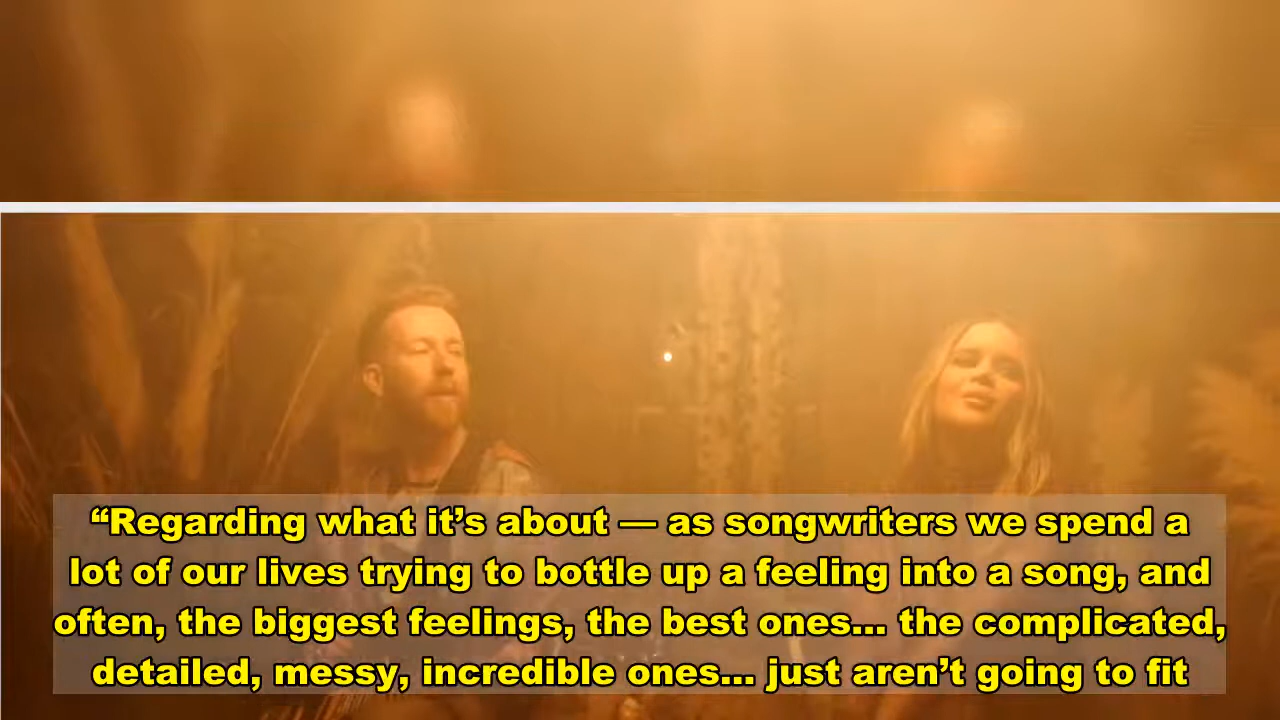 “Regarding what it’s about — as songwriters we spend a
lot of our lives trying to bottle up a feeling into a song, and
often, the biggest feelings, the best ones... the complicated,
detailed, messy, incredible ones... just aren’t going to fit